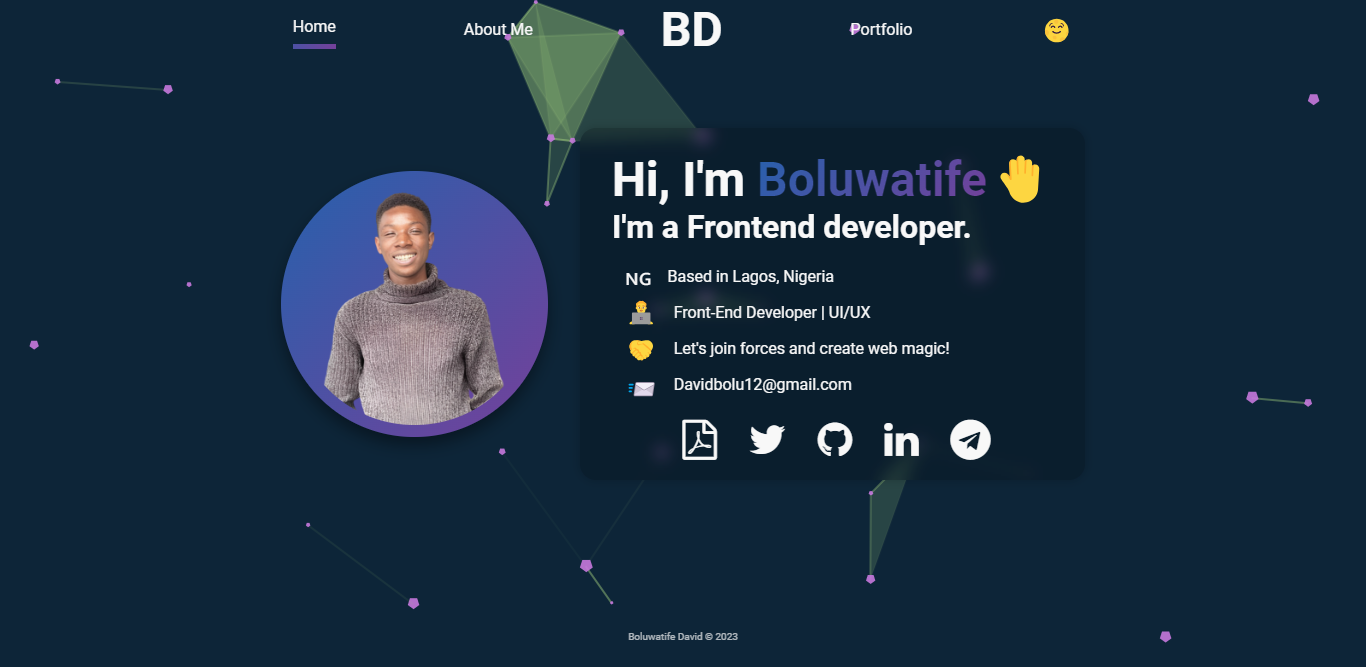 Home
About Me
BD
Portfolio
Hi, I'm Boluwatife
I'm a Frontend developer.
NG Based in Lagos, Nigeria
Front-End Developer | UI/UX
Let's join forces and create web magic!
Davidbolu12@gmail.com
in
Boluwatife David © 2023